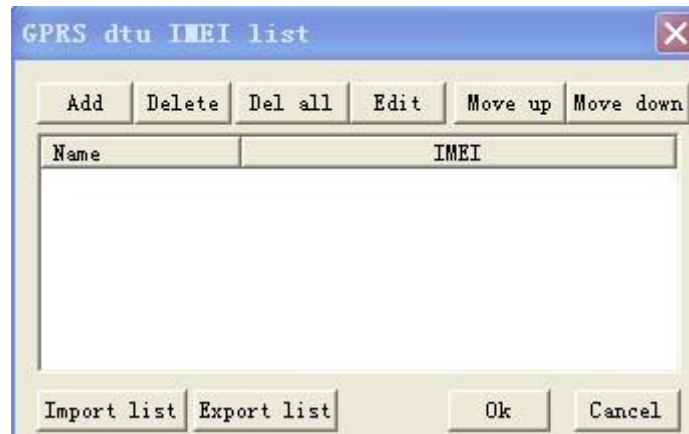 GPRS dtu IMEI list
Add Delete Del all Edit Move up Move down
Name IMEI
Import list Export list Ok Cancel